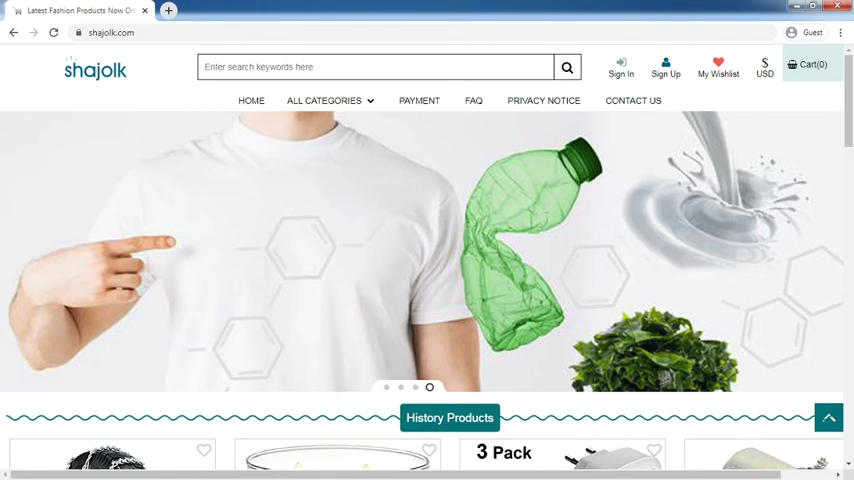 Latest Fashion Products Now On
shajolk.com
Guest
shajolk
Enter search keywords here
Sign In
Sign Up
My Wishlist
$
USD
Cart(0)
HOME
ALL CATEGORIES
PAYMENT
FAQ
PRIVACY NOTICE
CONTACT US
History Products
3 Pack